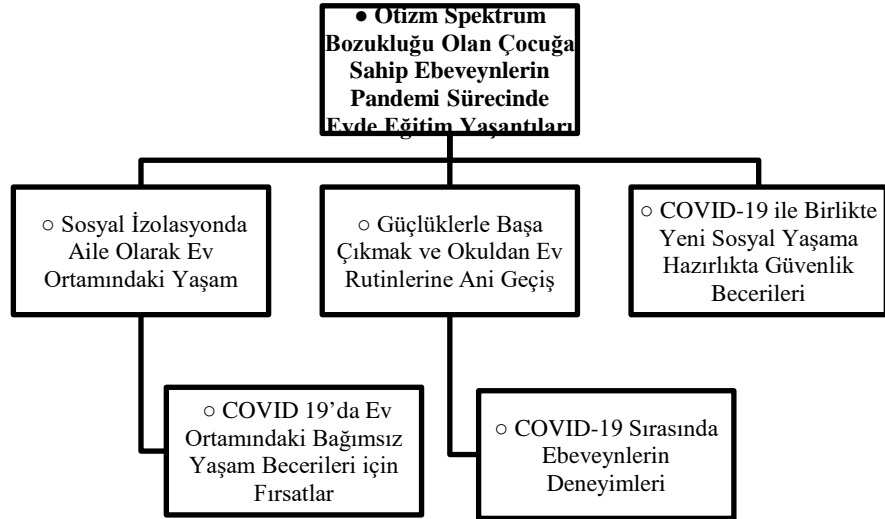 ● Otizm Spektrum
Bozukluğu Olan Çocuğa
Sahip Ebeveynlerin
Pandemi Sürecinde
Evde Eğitim Yaşantıları
○ Sosyal İzolasyonda
Aile Olarak Ev
Ortamındaki Yaşam
○ Güçlüklerle Başa
Çıkmak ve Okuldan Ev
Rutinlerine Ani Geçiş
○ COVID-19 ile Birlikte
Yeni Sosyal Yaşama
Hazırlıkta Güvenlik
Becerileri
○ COVID 19’da Ev
Ortamındaki Bağımsız
Yaşam Becerileri için
Fırsatlar
○ COVID-19 Sırasında
Ebeveynlerin
Deneyimleri